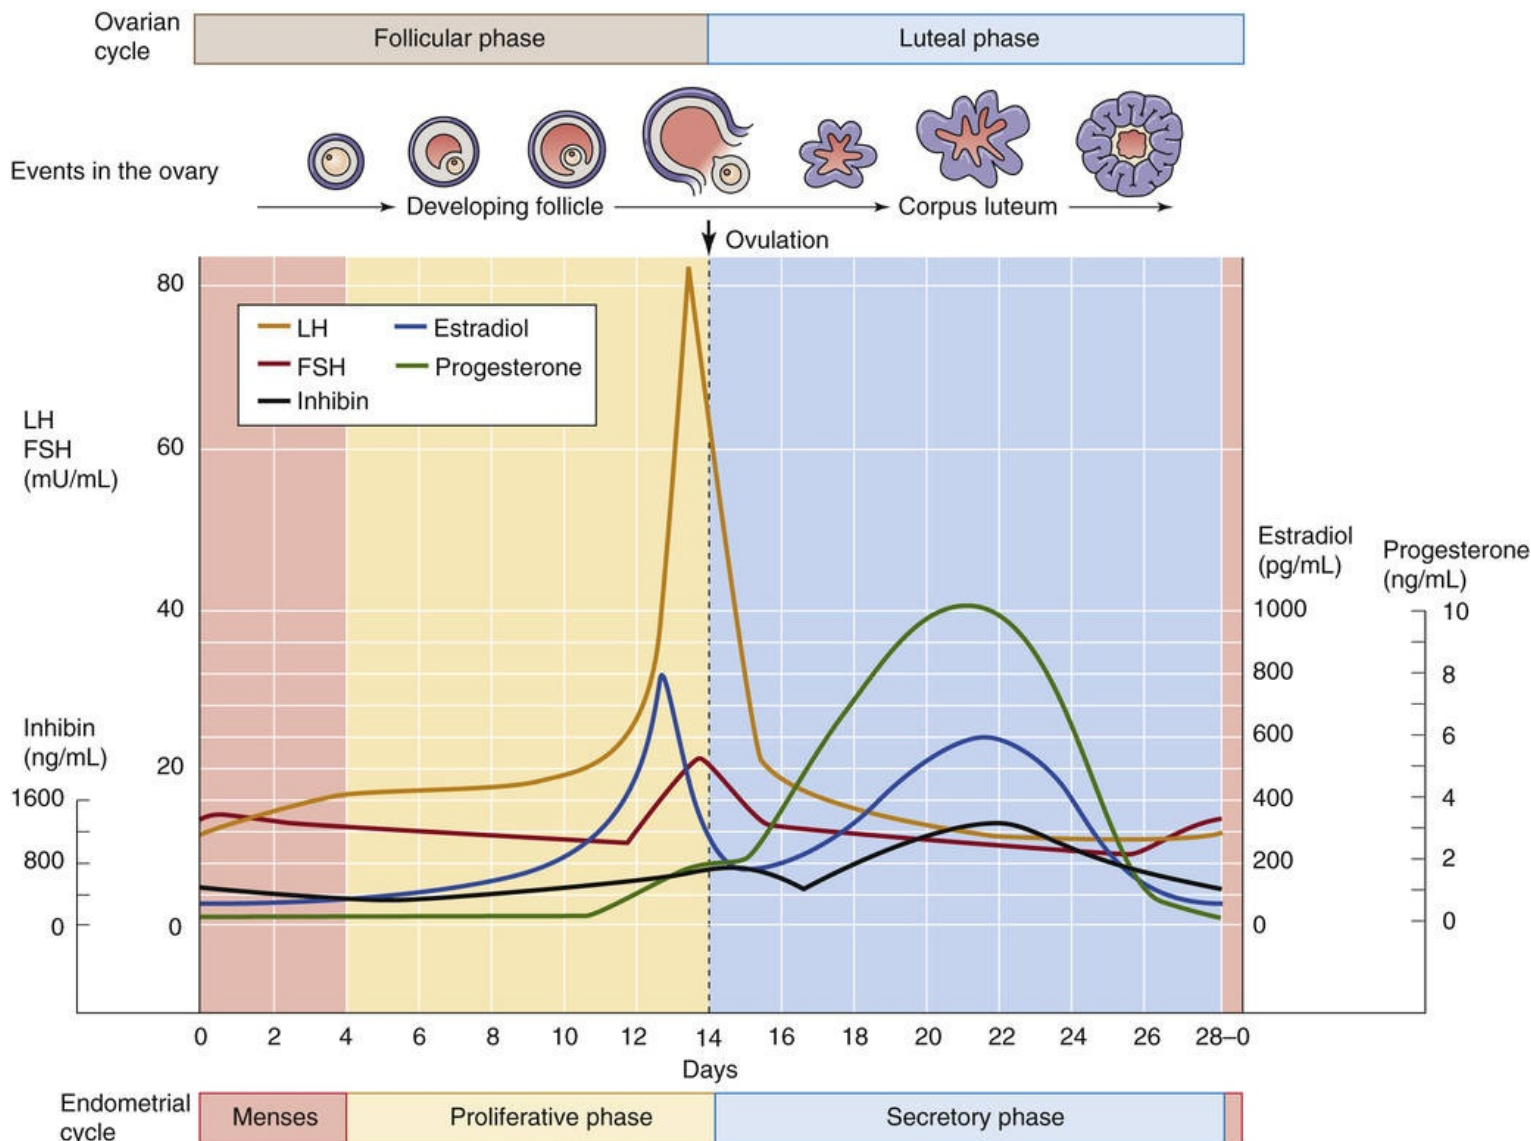 Ovarian
cycle
Follicular phase
Luteal phase
Events in the ovary
Developing follicle
Corpus luteum
Ovulation
LH
FSH
Inhibin
Estradiol
Progesterone
LH
FSH
(mU/mL)
80
60
40
20
0
Inhibin
(ng/mL)
1600
800
0
Estradiol
(pg/mL)
1000
800
600
400
200
0
Progesterone
(ng/mL)
10
8
6
4
2
0
0 2 4 6 8 10 12 14 16 18 20 22 24 26 28–0
Days
Endometrial
cycle
Menses
Proliferative phase
Secretory phase